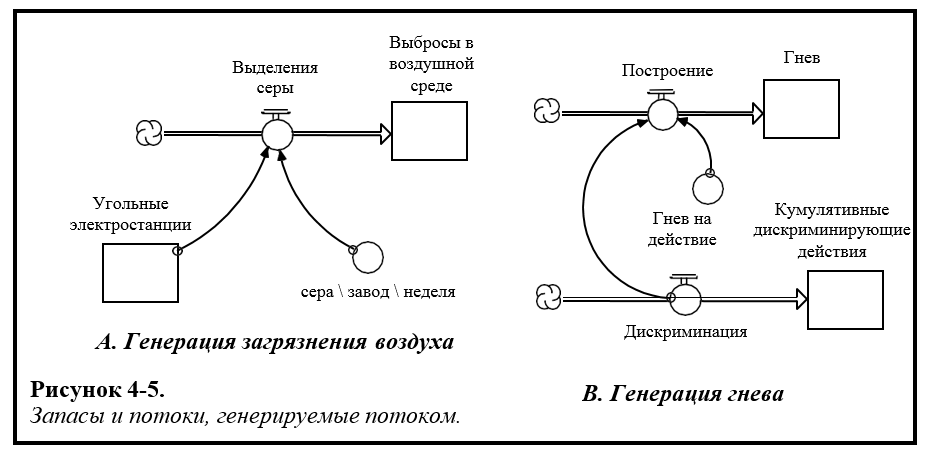 Выделения
серы
Выбросы в
воздушной
среде
Угольные
электростанции
сера \ завод \ неделя
А. Генерация загрязнения воздуха
Построение
Гнев
Гнев на
действие
Кумулятивные
дискриминирующие
действия
Дискриминация
В. Генерация гнева
Рисунок 4-5.
Запасы и потоки, генерируемые потоком.